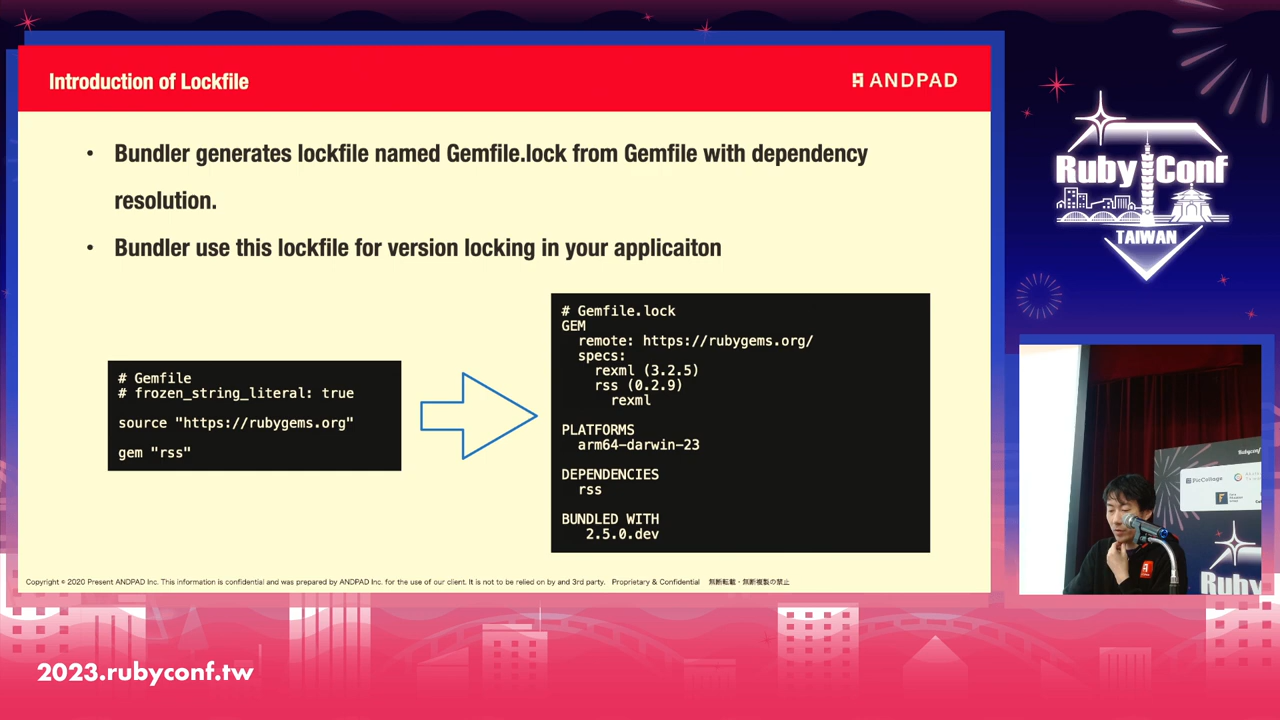 Introduction of Lockfile
ANDPAD
• Bundler generates lockfile named Gemfile.lock from Gemfile with dependency
resolution.
• Bundler use this lockfile for version locking in your applicaiton
# Gemfile
# frozen_string_literal: true
source "https://rubygems.org"
gem "rss"
# Gemfile.lock
GEM
remote: https://rubygems.org/
specs:
rexml (3.2.5)
rss (0.2.9)
rexml
PLATFORMS
arm64-darwin-23
DEPENDENCIES
rss
BUNDLED WITH
2.5.0.dev
Copyright © 2020 Present ANDPAD Inc. This information is confidential and was prepared by ANDPAD Inc. for the use of our client. It is not to be relied on by and 3rd party. Proprietary & Confidential 無断転載・無断複製の禁止
RubyConf
TAIWAN
Rubyconf
PicCollage
Ruby
2023.rubyconf.tw